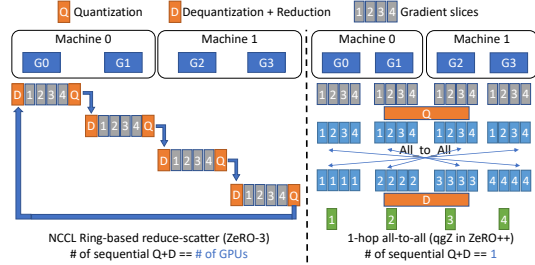 Q Quantization D Dequantization + Reduction 1 2 3 4 Gradient slices
Machine 0 Machine 1 Machine 0 Machine 1
G0 G1 G2 G3 G0 G1 G2 G3
D 1 2 3 4 Q
D 1 2 3 4 Q
D 1 2 3 4 Q
D 1 2 3 4 Q
1 2 3 4 1 2 3 4 1 2 3 4 1 2 3 4
Q
1 2 3 4 1 2 3 4 1 2 3 4 1 2 3 4
All to All
1 1 1 1 2 2 2 2 3 3 3 3 4 4 4 4
D
1 2 3 4
NCCL Ring-based reduce-scatter (ZeRO-3)
# of sequential Q+D == # of GPUs
1-hop all-to-all (qgZ in ZeRO++)
# of sequential Q+D == 1